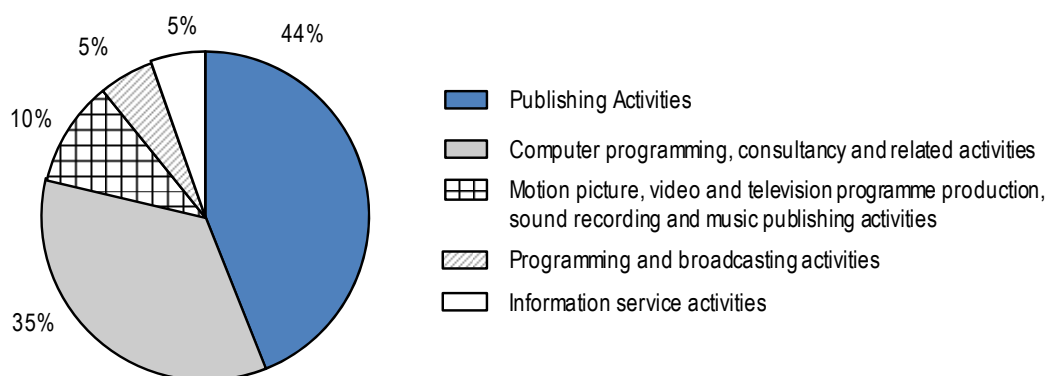 5%
44%
5%
10%
35%
Publishing Activities
Computer programming, consultancy and related activities
Motion picture, video and television programme production,
sound recording and music publishing activities
Programming and broadcasting activities
Information service activities